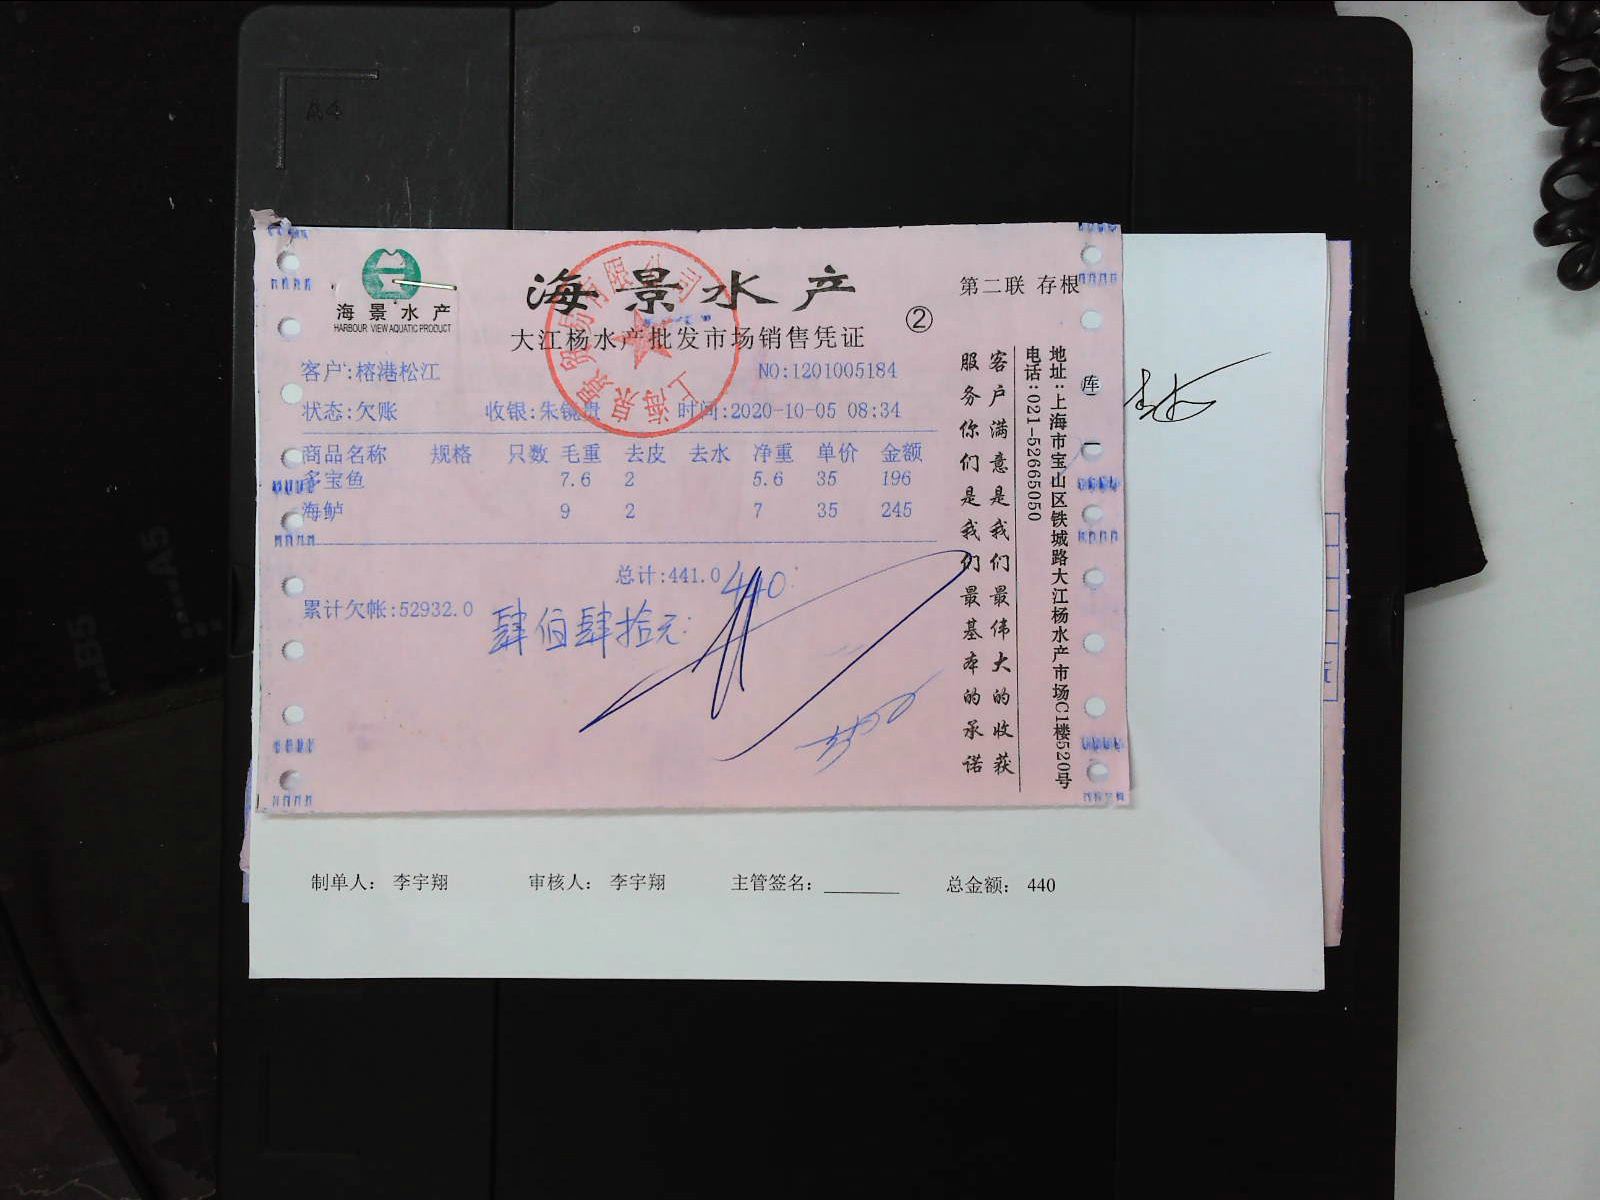 A4
A5
B5
海景水产
HARBOUR VIEW AQUATIC PRODUCT
海景水产
大江杨水产批发市场销售凭证
②
第二联 存根
客户:榕港松江
NO:1201005184
状态:欠账 收银:朱锐贵 时间:2020-10-05 08:34
商品名称 规格 只数 毛重 去皮 去水 净重 单价 金额
多宝鱼 7.6 2 5.6 35 196
海鲈 9 2 7 35 245
总计:441.0 440
累计欠帐:52932.0
肆佰肆拾元
客户满意是我们最伟大的收获
服务你们是我们最基本的承诺
地址:上海市宝山区铁城路大江杨水产市场C1楼520号
电话:021-52665050
库一
制单人: 李宇翔 审核人: 李宇翔 主管签名: 总金额: 440